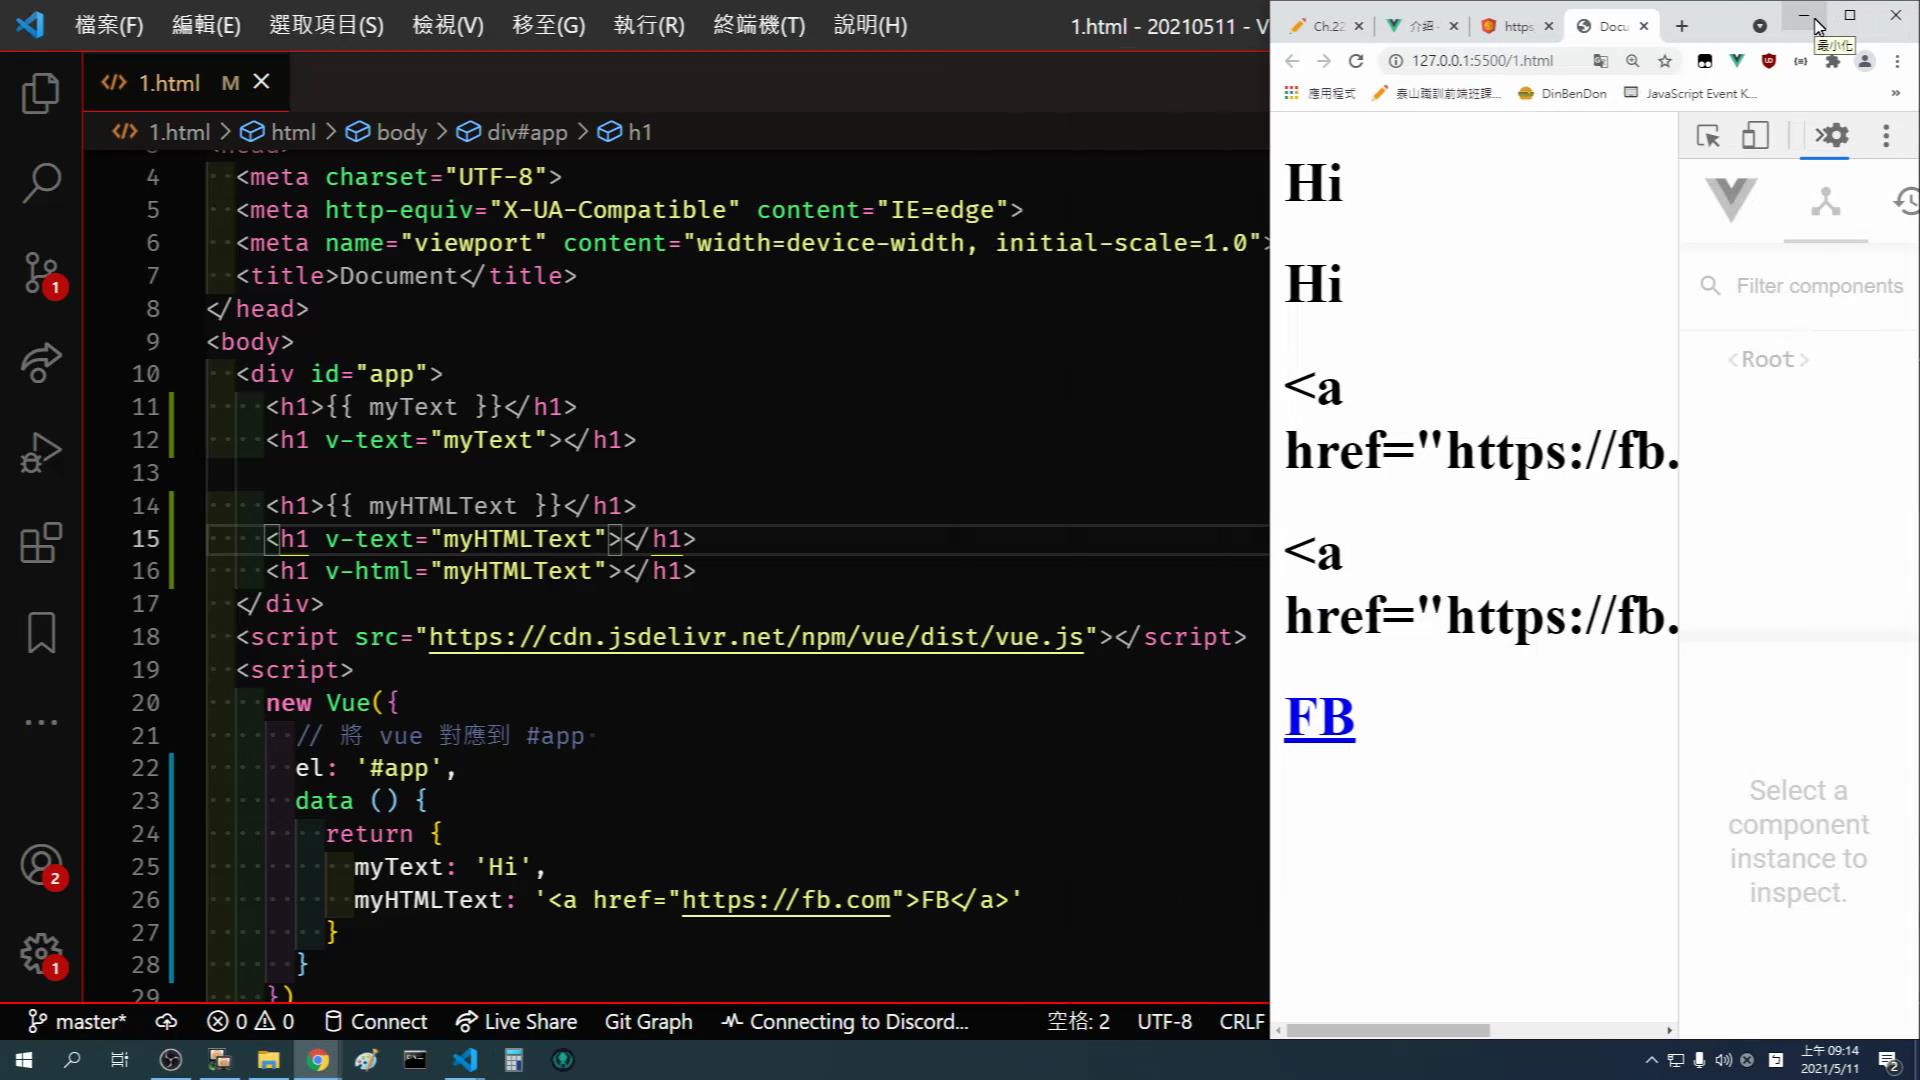 檔案(F) 編輯(E) 選取項目(S) 檢視(V) 移至(G) 執行(R) 終端機(T) 說明(H) 1.html - 20210511 - V
1.html M
1.html > html > body > div#app > h1
4 <meta charset="UTF-8">
5 <meta http-equiv="X-UA-Compatible" content="IE=edge">
6 <meta name="viewport" content="width=device-width, initial-scale=1.0">
7 <title>Document</title>
8 </head>
9 <body>
10 <div id="app">
11 <h1>{{ myText }}</h1>
12 <h1 v-text="myText"></h1>
13
14 <h1>{{ myHTMLText }}</h1>
15 <h1 v-text="myHTMLText"></h1>
16 <h1 v-html="myHTMLText"></h1>
17 </div>
18 <script src="https://cdn.jsdelivr.net/npm/vue/dist/vue.js"></script>
19 <script>
20 new Vue({
21 // 將 vue 對應到 #app
22 el: '#app',
23 data () {
24 return {
25 myText: 'Hi',
26 myHTMLText: '<a href="https://fb.com">FB</a>'
27 }
28 }
29 })
1
2
1
master* 0 0 Connect Live Share Git Graph Connecting to Discord... 空格: 2 UTF-8 CRLF
Ch.22 介紹 https Docu
最小化
127.0.0.1:5500/1.html
應用程式 泰山職訓前端班課... DinBenDon JavaScript Event K... »
Hi
Hi
<a
href="https://fb.
<a
href="https://fb.
FB
Filter components
<Root>
Select a
component
instance to
inspect.
上午 09:14
2021/5/11
2